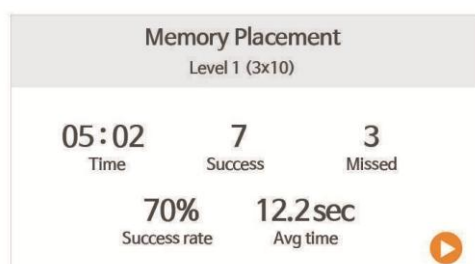 Memory Placement
Level 1 (3x10)
05:02 7 3
Time Success Missed
70% 12.2sec
Success rate Avg time